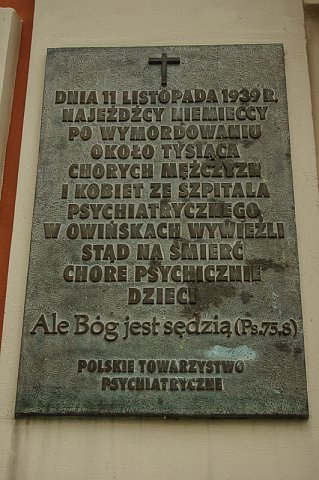 DNIA 11 LISTOPADA 1939 R.
NAJEŹDŹCY NIEMIECCY
PO WYMORDOWANIU
OKOŁO TYSIĄCA
CHORYCH MĘŻCZYZN
I KOBIET ZE SZPITALA
PSYCHIATRYCZNEGO
W OWIŃSKACH WYWIEŹLI
STĄD NA ŚMIERĆ
CHORE PSYCHICZNIE
DZIECI
Ale Bóg jest sędzią (Ps.75,8)
POLSKIE TOWARZYSTWO
PSYCHIATRYCZNE